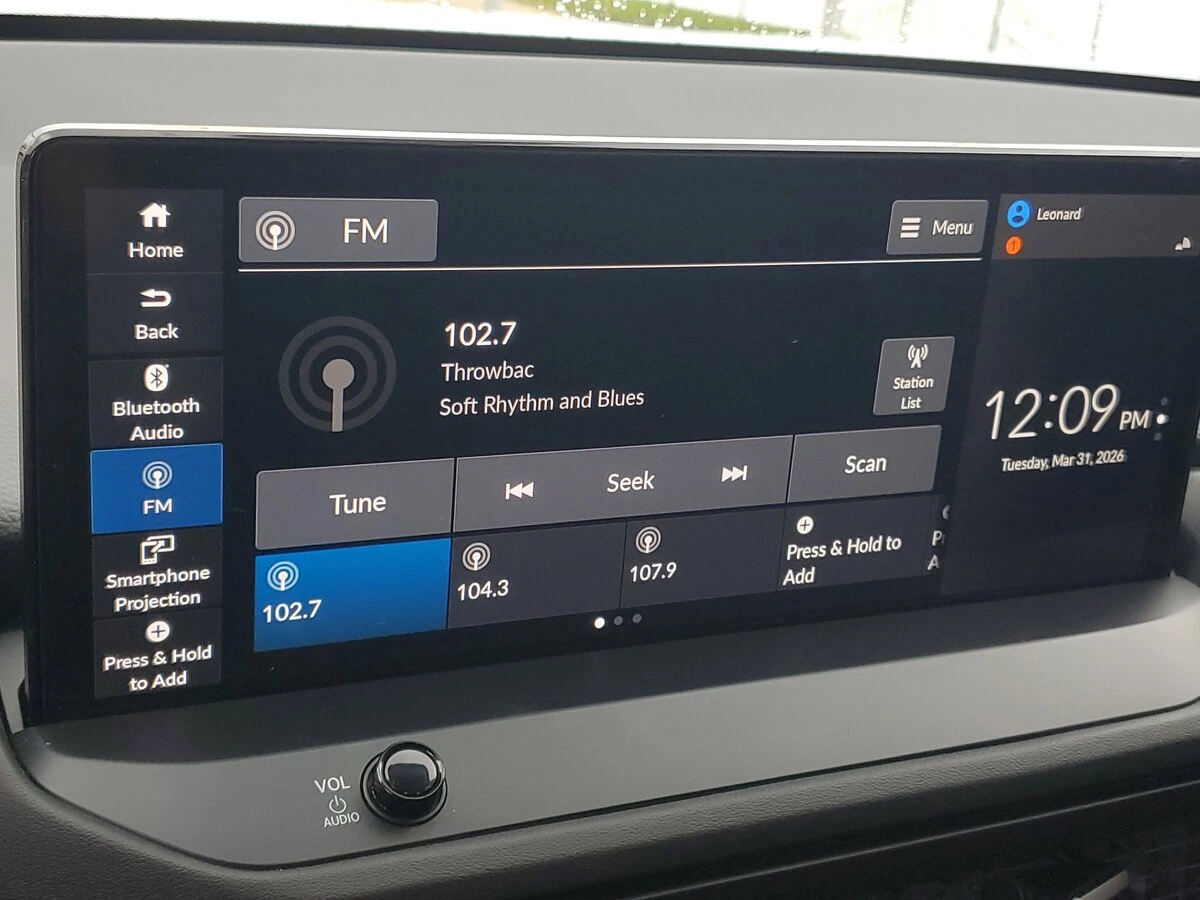 Home
Back
Bluetooth
Audio
FM
Smartphone
Projection
Press & Hold
to Add
FM
Menu
102.7
Throwbac
Soft Rhythm and Blues
Station
List
Tune
Seek
Scan
102.7
104.3
107.9
Press & Hold to
Add
Leonard
1
12:09 PM
Tuesday, Mar 31, 2026
VOL
AUDIO